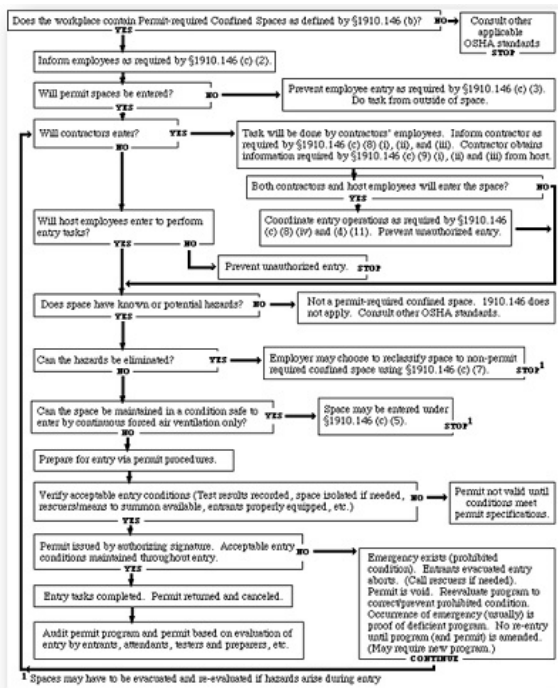 Does the workplace contain Permit-required Confined Spaces as defined by §1910.146 (b)?
NO
Consult other
applicable
OSHA standards
STOP
YES
Inform employees as required by §1910.146 (c) (2).
Will permit spaces be entered?
NO
Prevent employee entry as required by §1910.146 (c) (3).
Do task from outside of space.
YES
Will contractors enter?
YES
Task will be done by contractors' employees. Inform contractor as
required by §1910.146 (c) (8) (i), (ii), and (iii). Contractor obtains
information required by §1910.146 (c) (9) (i), (ii) and (iii) from host.
NO
Both contractors and host employees will enter the space?
NO
YES
Coordinate entry operations as required by §1910.146
(c) (8) (iv) and (d) (11). Prevent unauthorized entry.
Will host employees enter to perform
entry tasks?
YES
NO
Prevent unauthorized entry. STOP
Does space have known or potential hazards?
NO
Not a permit-required confined space. 1910.146 does
not apply. Consult other OSHA standards.
YES
Can the hazards be eliminated?
YES
Employer may choose to reclassify space to non-permit
required confined space using §1910.146 (c) (7).
STOP¹
NO
Can the space be maintained in a condition safe to
enter by continuous forced air ventilation only?
YES
Space may be entered under
§1910.146 (c) (5).
STOP¹
NO
Prepare for entry via permit procedures.
Verify acceptable entry conditions (Test results recorded, space isolated if needed,
rescuers/means to summon available, entrants properly equipped, etc.)
NO
Permit not valid until
conditions meet
permit specifications.
YES
Permit issued by authorizing signature. Acceptable entry
conditions maintained throughout entry.
NO
YES
Emergency exists (prohibited
condition). Entrants evacuated entry
aborts. (Call rescuers if needed).
Permit is void. Reevaluate program to
correct/prevent prohibited condition.
Occurrence of emergency (usually) is
proof of deficient program. No re-entry
until program (and permit) is amended.
(May require new program.)
CONTINUE
Entry tasks completed. Permit returned and canceled.
Audit permit program and permit based on evaluation of
entry by entrants, attendants, testers and preparers, etc.
¹ Spaces may have to be evacuated and re-evaluated if hazards arise during entry